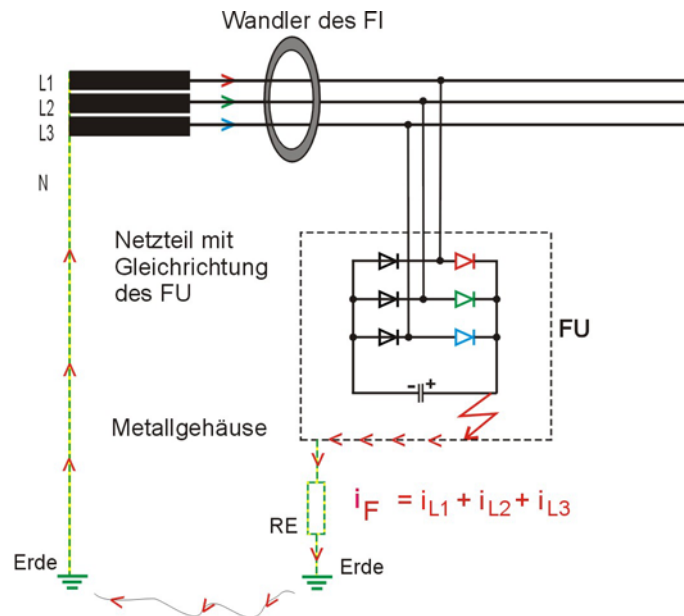 Wandler des FI
L1
L2
L3
N
Netzteil mit
Gleichrichtung
des FU
FU
- +
Metallgehäuse
iF = iL1 + iL2 + iL3
RE
Erde
Erde